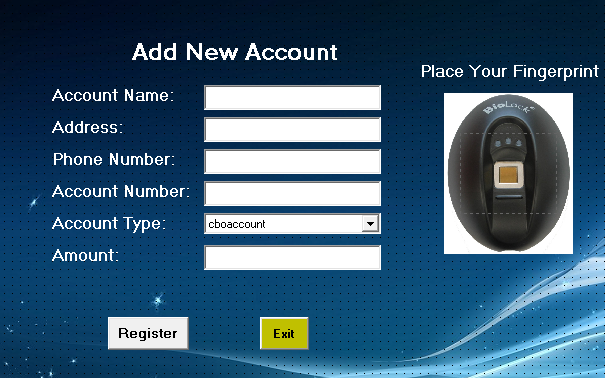 Add New Account
Place Your Fingerprint
BioLock
Account Name:
Address:
Phone Number:
Account Number:
Account Type: cboaccount
Amount:
Register Exit